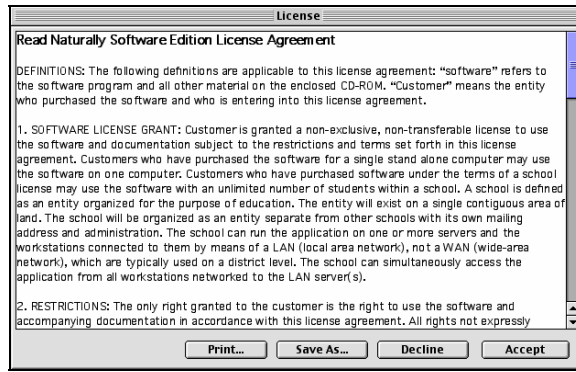 License
Read Naturally Software Edition License Agreement
DEFINITIONS: The following definitions are applicable to this license agreement: “software” refers to
the software program and all other material on the enclosed CD-ROM. “Customer” means the entity
who purchased the software and who is entering into this license agreement.
1. SOFTWARE LICENSE GRANT: Customer is granted a non-exclusive, non-transferable license to use
the software and documentation subject to the restrictions and terms set forth in this license
agreement. Customers who have purchased the software for a single stand alone computer may use
the software on one computer. Customers who have purchased software under the terms of a school
license may use the software with an unlimited number of students within a school. A school is defined
as an entity organized for the purpose of education. The entity will exist on a single contiguous area of
land. The school will be organized as an entity separate from other schools with its own mailing
address and administration. The school can run the application on one or more servers and the
workstations connected to them by means of a LAN (local area network), not a WAN (wide-area
network), which are typically used on a district level. The school can simultaneously access the
application from all workstations networked to the LAN server(s).
2. RESTRICTIONS: The only right granted to the customer is the right to use the software and
accompanying documentation in accordance with this license agreement. All rights not expressly
Print... Save As... Decline Accept